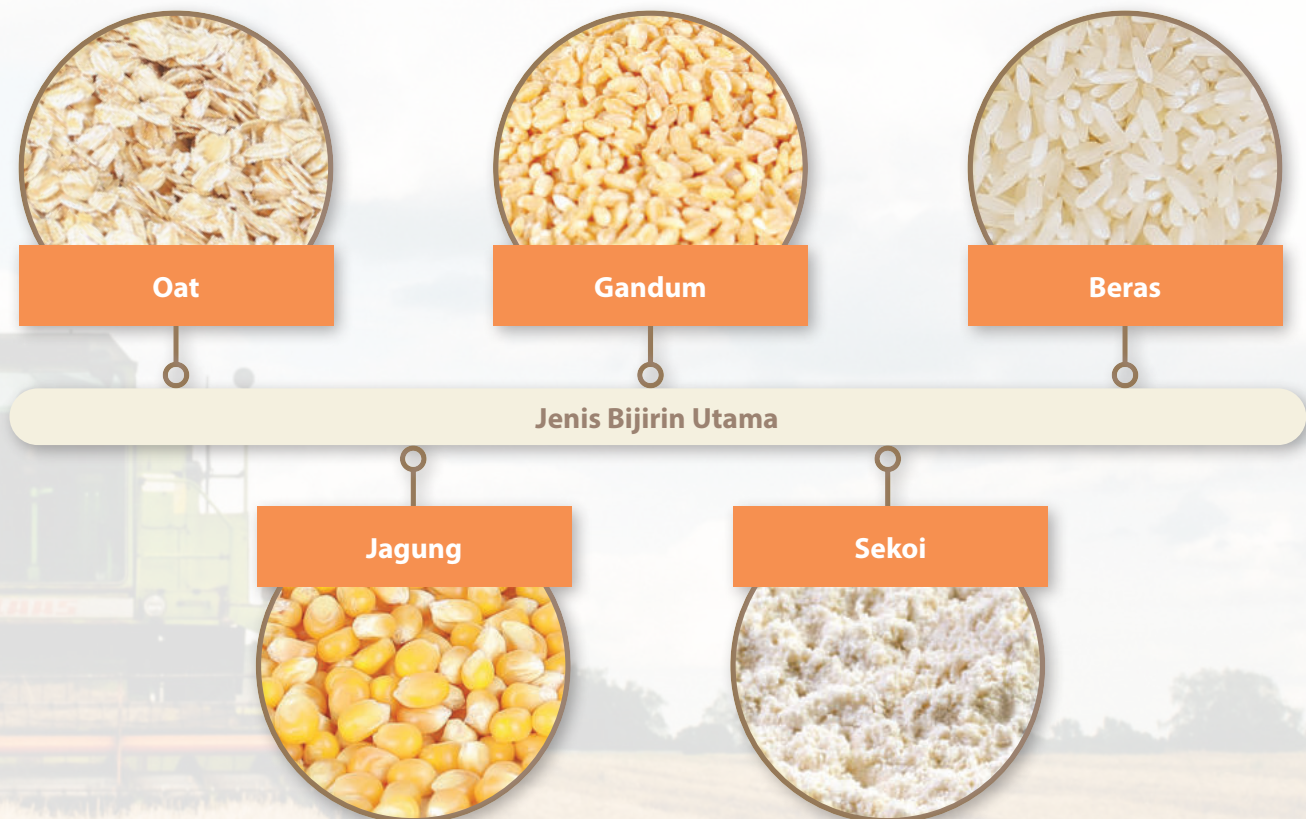 Oat
Gandum
Beras
Jenis Bijirin Utama
Jagung
Sekoi